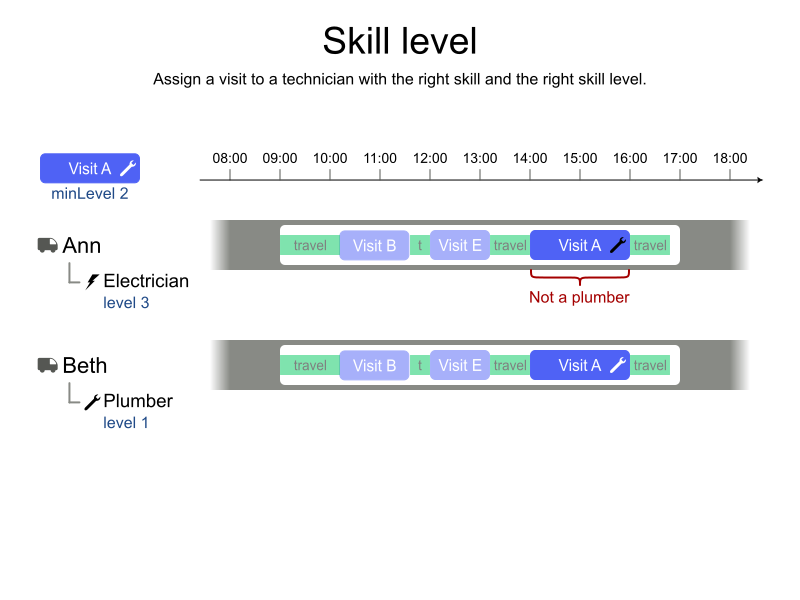 Skill level
Assign a visit to a technician with the right skill and the right skill level.
Visit A
minLevel 2
08:00 09:00 10:00 11:00 12:00 13:00 14:00 15:00 16:00 17:00 18:00
Ann
travel Visit B t Visit E travel Visit A travel
Electrician
level 3
Not a plumber
Beth
travel Visit B t Visit E travel Visit A travel
Plumber
level 1